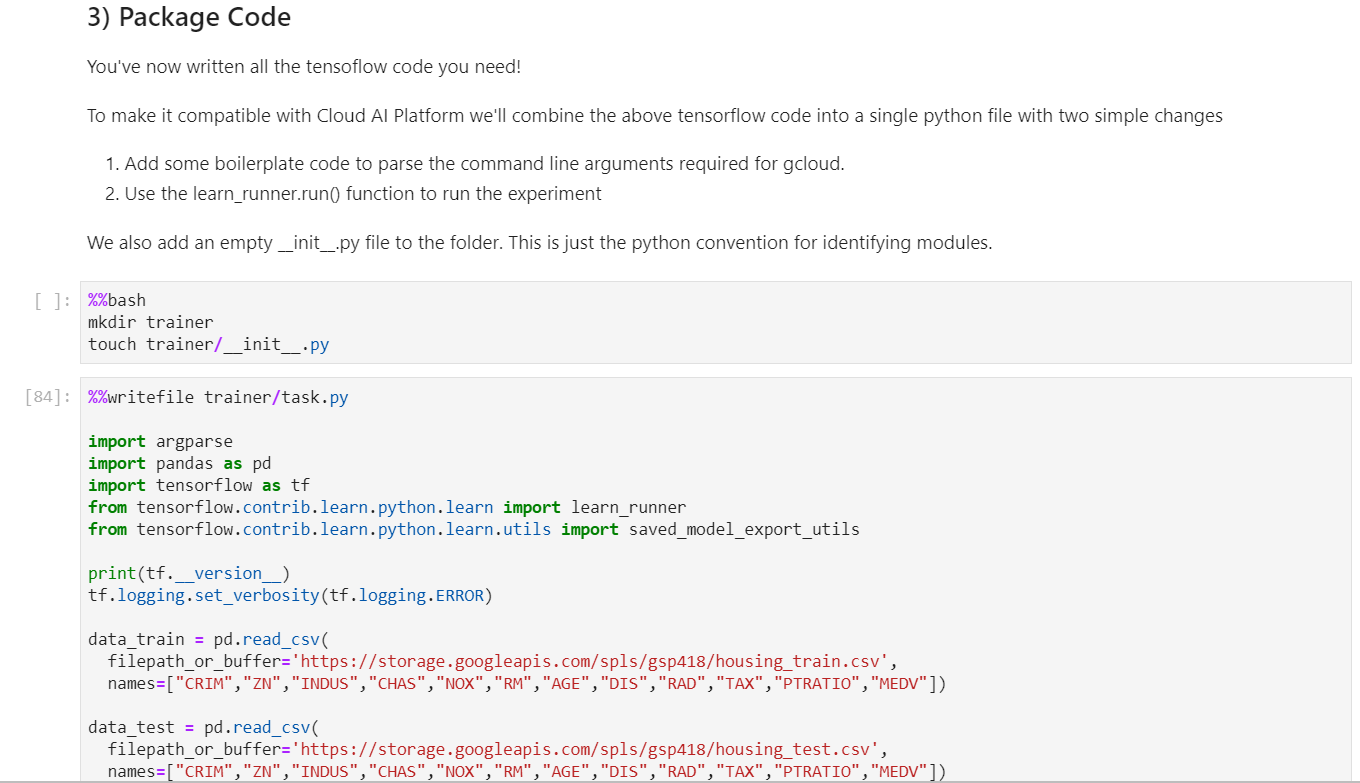 3) Package Code
You've now written all the tensoflow code you need!
To make it compatible with Cloud AI Platform we'll combine the above tensorflow code into a single python file with two simple changes
1. Add some boilerplate code to parse the command line arguments required for gcloud.
2. Use the learn_runner.run() function to run the experiment
We also add an empty __init__.py file to the folder. This is just the python convention for identifying modules.
[ ]: %%bash
mkdir trainer
touch trainer/__init__.py
[84]: %%writefile trainer/task.py
import argparse
import pandas as pd
import tensorflow as tf
from tensorflow.contrib.learn.python.learn import learn_runner
from tensorflow.contrib.learn.python.learn.utils import saved_model_export_utils
print(tf.__version__)
tf.logging.set_verbosity(tf.logging.ERROR)
data_train = pd.read_csv(
filepath_or_buffer='https://storage.googleapis.com/spls/gsp418/housing_train.csv',
names=["CRIM","ZN","INDUS","CHAS","NOX","RM","AGE","DIS","RAD","TAX","PTRATIO","MEDV"])
data_test = pd.read_csv(
filepath_or_buffer='https://storage.googleapis.com/spls/gsp418/housing_test.csv',
names=["CRIM","ZN","INDUS","CHAS","NOX","RM","AGE","DIS","RAD","TAX","PTRATIO","MEDV"])